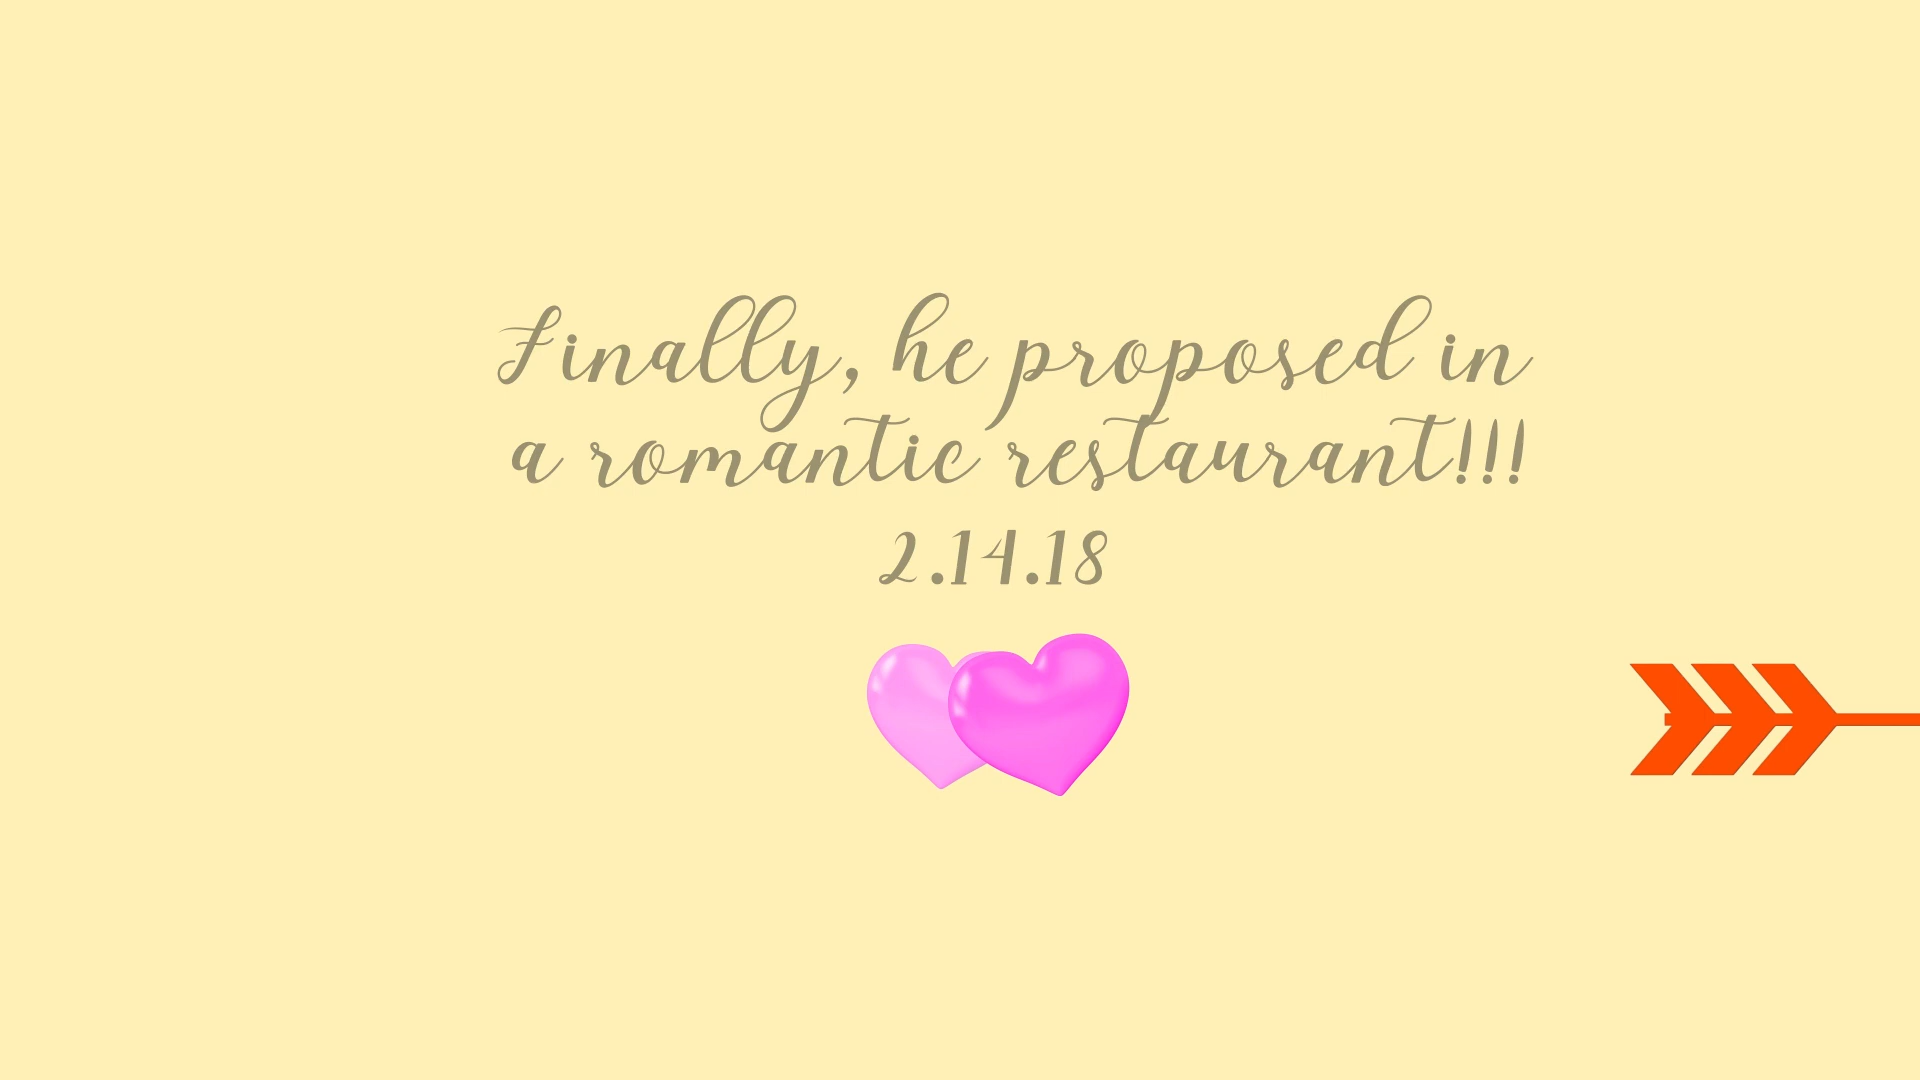 Finally, he proposed in
a romantic restaurant!!!
2.14.18